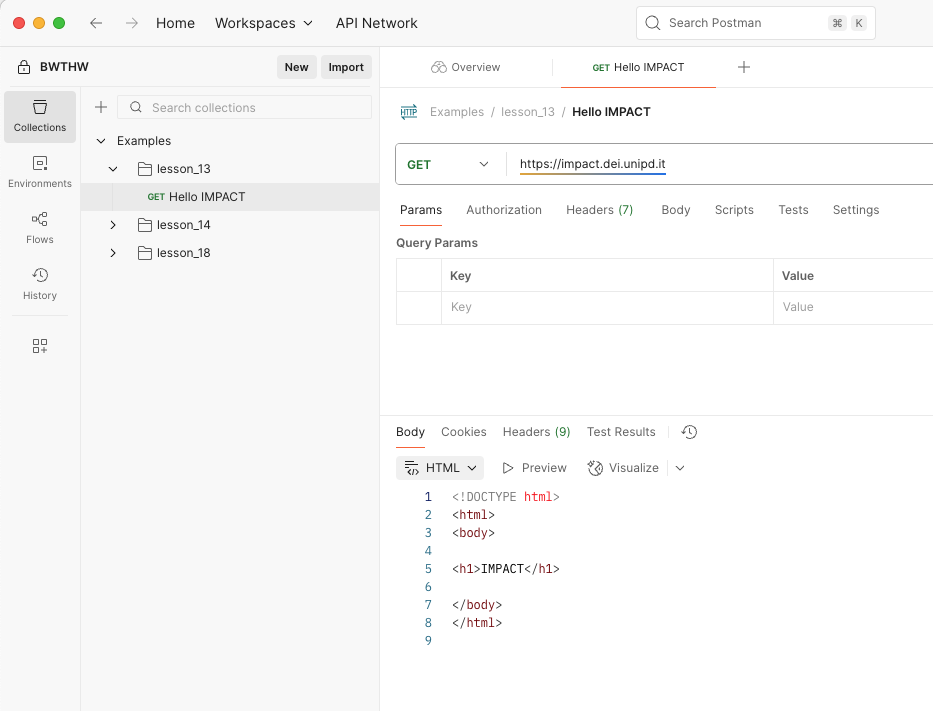 Home Workspaces API Network Search Postman ⌘ K
BWTHW New Import
Overview GET Hello IMPACT
Collections
Environments
Flows
History
Search collections
Examples
lesson_13
GET Hello IMPACT
lesson_14
lesson_18
HTTP Examples / lesson_13 / Hello IMPACT
GET https://impact.dei.unipd.it
Params Authorization Headers (7) Body Scripts Tests Settings
Query Params
Key Value
Key Value
Body Cookies Headers (9) Test Results
HTML Preview Visualize
1 <!DOCTYPE html>
2 <html>
3 <body>
4
5 <h1>IMPACT</h1>
6
7 </body>
8 </html>
9